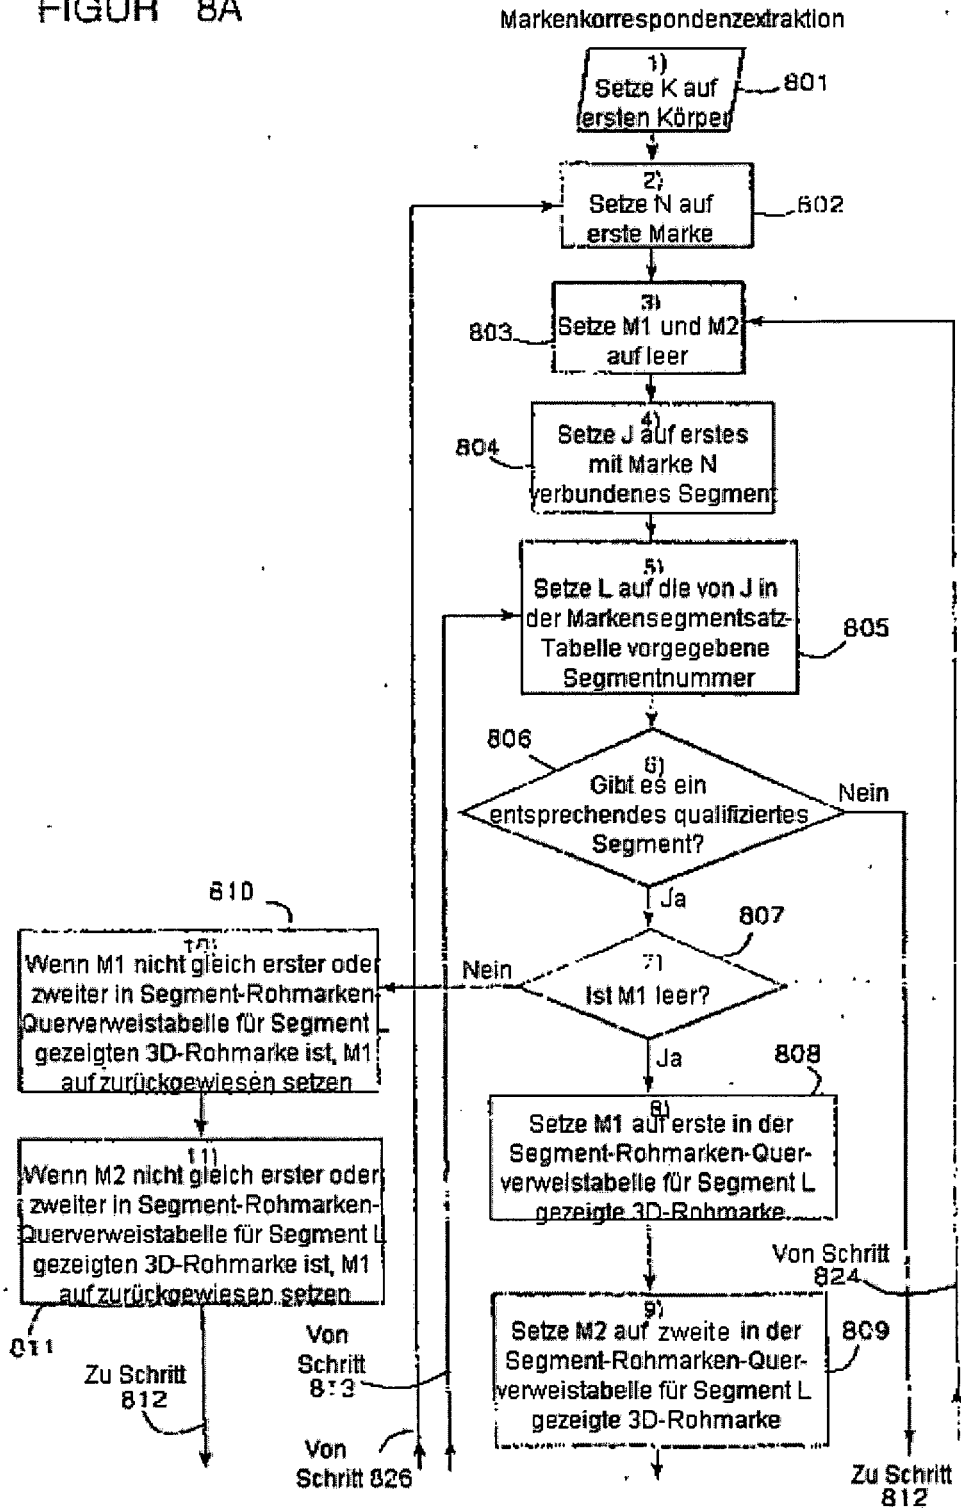 FIGUR 8A
Markenkorrespondenzextraktion
1)
Setze K auf
ersten Körper
801
2)
Setze N auf
erste Marke
802
3)
Setze M1 und M2
auf leer
803
4)
Setze J auf erstes
mit Marke N
verbundenes Segment
804
5)
Setze L auf die von J in
der Markensegmentsatz-
Tabelle vorgegebene
Segmentnummer
805
806
6)
Gibt es ein
entsprechendes qualifiziertes
Segment?
Nein
Ja
807
7)
Ist M1 leer?
Nein
Ja
810
10)
Wenn M1 nicht gleich erster oder
zweiter in Segment-Rohmarken-
Querverweistabelle für Segment L
gezeigten 3D-Rohmarke ist, M1
auf zurückgewiesen setzen
808
8)
Setze M1 auf erste in der
Segment-Rohmarken-Quer-
verweistabelle für Segment L
gezeigte 3D-Rohmarke
11)
Wenn M2 nicht gleich erster oder
zweiter in Segment-Rohmarken-
Querverweistabelle für Segment L
gezeigten 3D-Rohmarke ist, M1
auf zurückgewiesen setzen
811
Von Schritt
824
9)
Setze M2 auf zweite in der
Segment-Rohmarken-Quer-
verweistabelle für Segment L
gezeigte 3D-Rohmarke
809
Zu Schritt
812
Von
Schritt
813
Von
Schritt 826
Zu Schritt
812